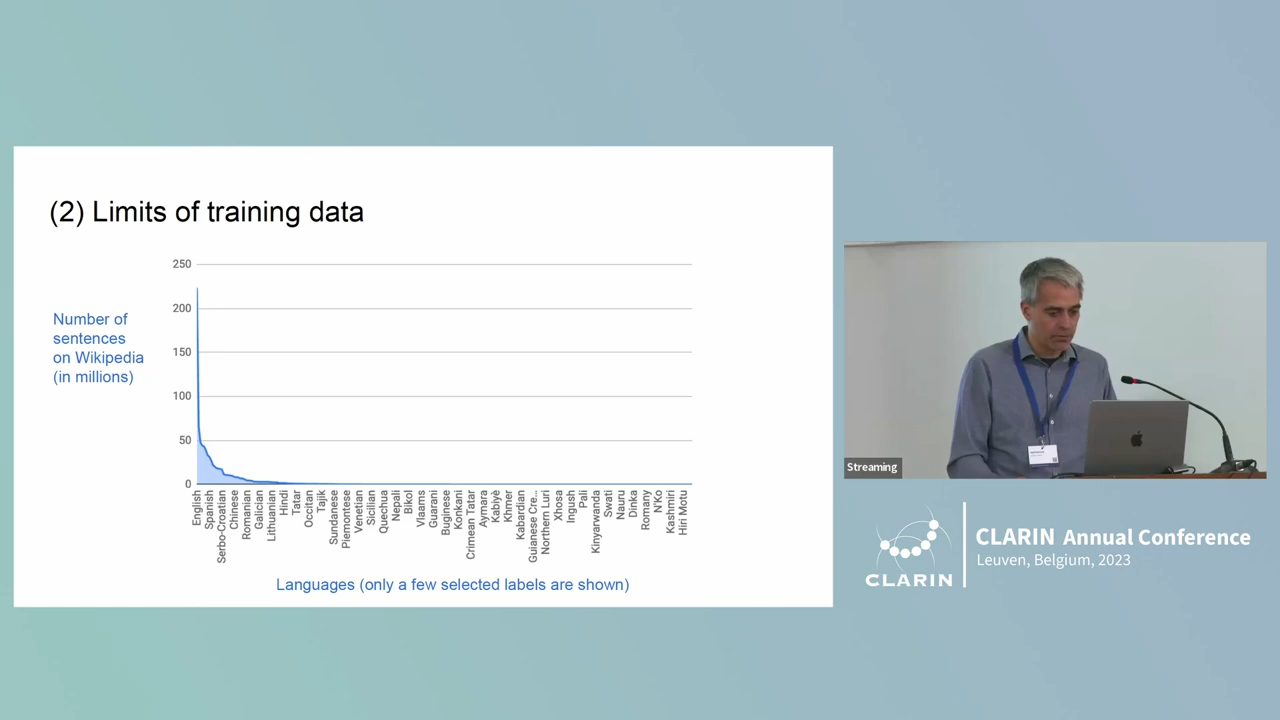 (2) Limits of training data
Number of
sentences
on Wikipedia
(in millions)
250
200
150
100
50
0
English
Spanish
Serbo-Croatian
Chinese
Romanian
Galician
Lithuanian
Hindi
Tatar
Occitan
Tajik
Sundanese
Piemontese
Venetian
Sicilian
Quechua
Nepali
Bikol
Vlaams
Guarani
Buginese
Konkani
Crimean Tatar
Aymara
Kabiyè
Khmer
Kabardian
Guianese Cre...
Northern Luri
Xhosa
Ingush
Pali
Kinyarwanda
Swati
Nauru
Dinka
Romany
N'Ko
Kashmiri
Hiri Motu
Languages (only a few selected labels are shown)
Streaming
CLARIN
CLARIN Annual Conference
Leuven, Belgium, 2023